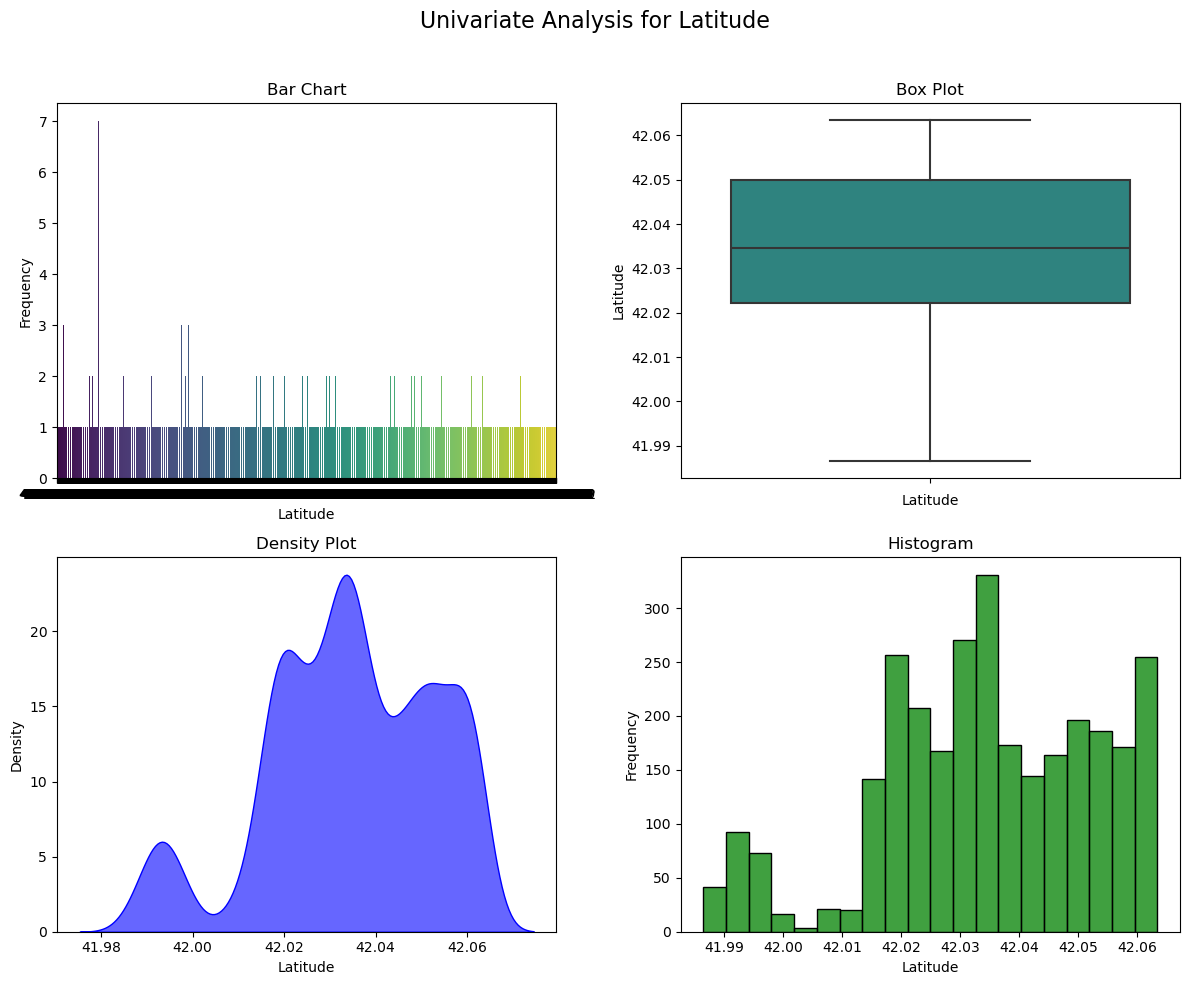 Univariate Analysis for Latitude
Bar Chart
Frequency
7
6
5
4
3
2
1
0
Latitude
Box Plot
Latitude
42.06
42.05
42.04
42.03
42.02
42.01
42.00
41.99
Latitude
Density Plot
Density
20
15
10
5
0
41.98 42.00 42.02 42.04 42.06
Latitude
Histogram
Frequency
300
250
200
150
100
50
0
41.99 42.00 42.01 42.02 42.03 42.04 42.05 42.06
Latitude